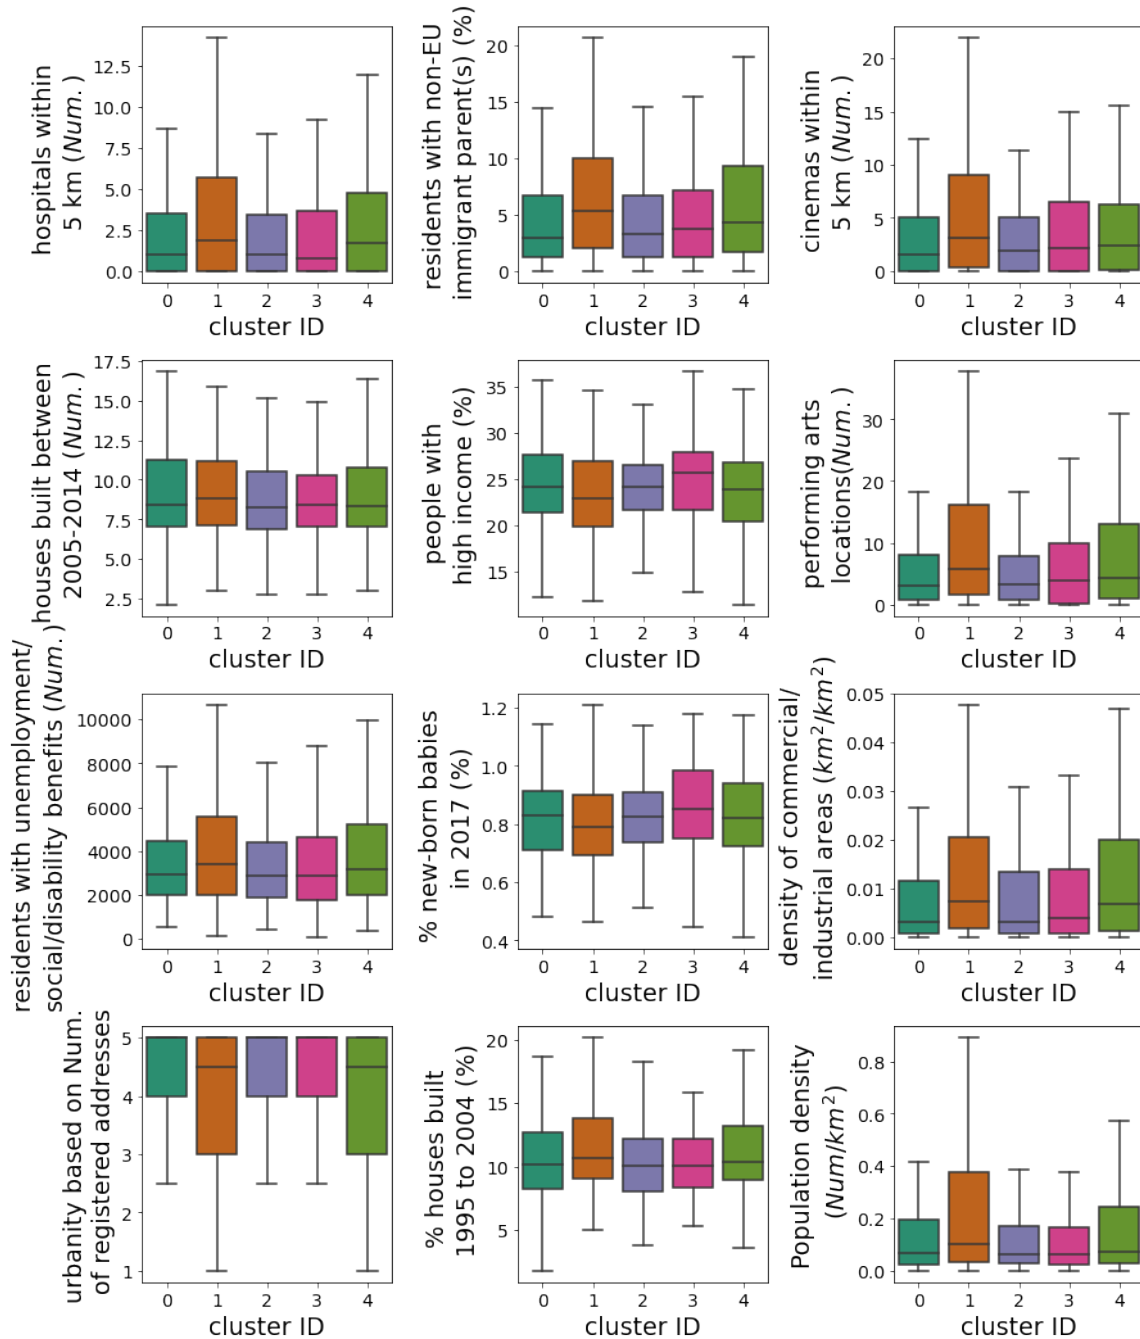 hospitals within
5 km (Num. )
12.5
10.0
7.5
5.0
2.5
0.0
0 1 2 3 4
cluster ID
residents with non-EU
immigrant parent(s) (%)
20
15
10
5
0
0 1 2 3 4
cluster ID
cinemas within
5 km (Num. )
20
15
10
5
0
0 1 2 3 4
cluster ID
houses built between
2005-2014 (Num. )
17.5
15.0
12.5
10.0
7.5
5.0
2.5
0 1 2 3 4
cluster ID
people with
high income (%)
35
30
25
20
15
0 1 2 3 4
cluster ID
performing arts
locations(Num. )
30
20
10
0
0 1 2 3 4
cluster ID
residents with unemployment/
social/disability benefits (Num. )
10000
8000
6000
4000
2000
0
0 1 2 3 4
cluster ID
% new-born babies
in 2017 (%)
1.2
1.0
0.8
0.6
0.4
0 1 2 3 4
cluster ID
density of commercial/
industrial areas (km²/km²)
0.05
0.04
0.03
0.02
0.01
0.00
0 1 2 3 4
cluster ID
urbanity based on Num.
of registered addresses
5
4
3
2
1
0 1 2 3 4
cluster ID
% houses built
1995 to 2004 (%)
20
15
10
5
0 1 2 3 4
cluster ID
Population density
(Num/km²)
0.8
0.6
0.4
0.2
0.0
0 1 2 3 4
cluster ID